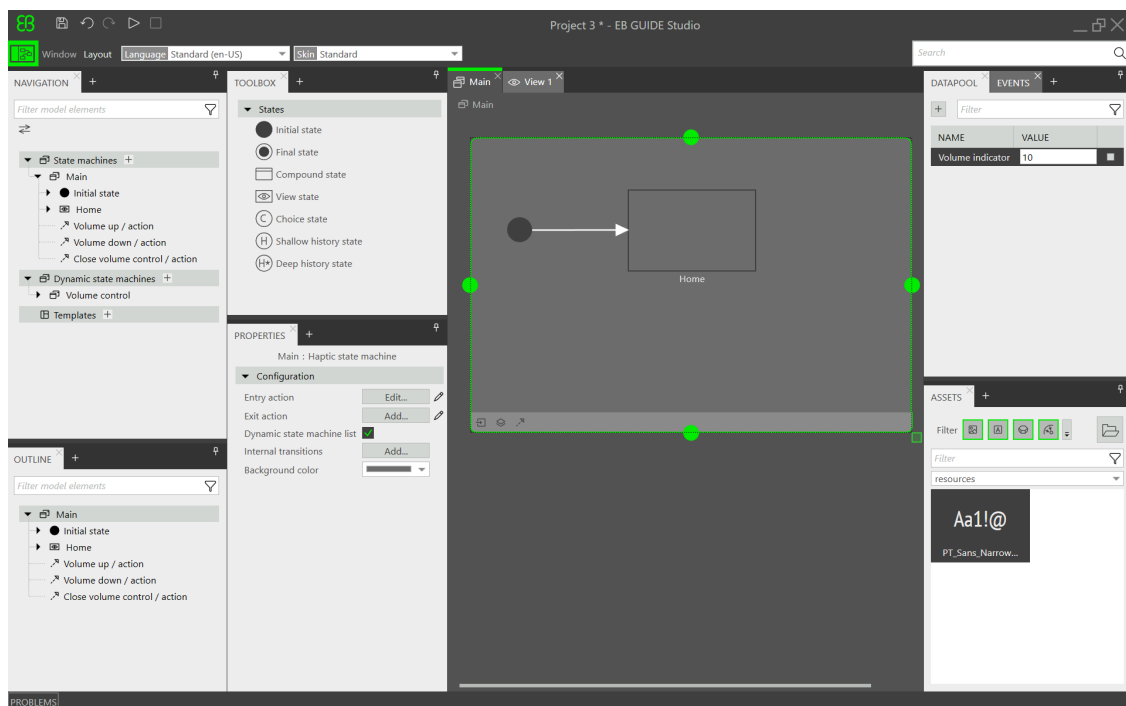 EB
Project 3 * - EB GUIDE Studio
Window Layout Language Standard (en-US) Skin Standard
Search
NAVIGATION
Filter model elements
State machines
Main
Initial state
Home
Volume up / action
Volume down / action
Close volume control / action
Dynamic state machines
Volume control
Templates
OUTLINE
Filter model elements
Main
Initial state
Home
Volume up / action
Volume down / action
Close volume control / action
TOOLBOX
States
Initial state
Final state
Compound state
View state
C Choice state
H Shallow history state
H* Deep history state
PROPERTIES
Main : Haptic state machine
Configuration
Entry action Edit...
Exit action Add...
Dynamic state machine list
Internal transitions Add...
Background color
Main View 1
Main
Home
DATAPOOL EVENTS
Filter
NAME VALUE
Volume indicator 10
ASSETS
Filter A
Filter
resources
Aa1!@
PT_Sans_Narrow...
PROBLEMS